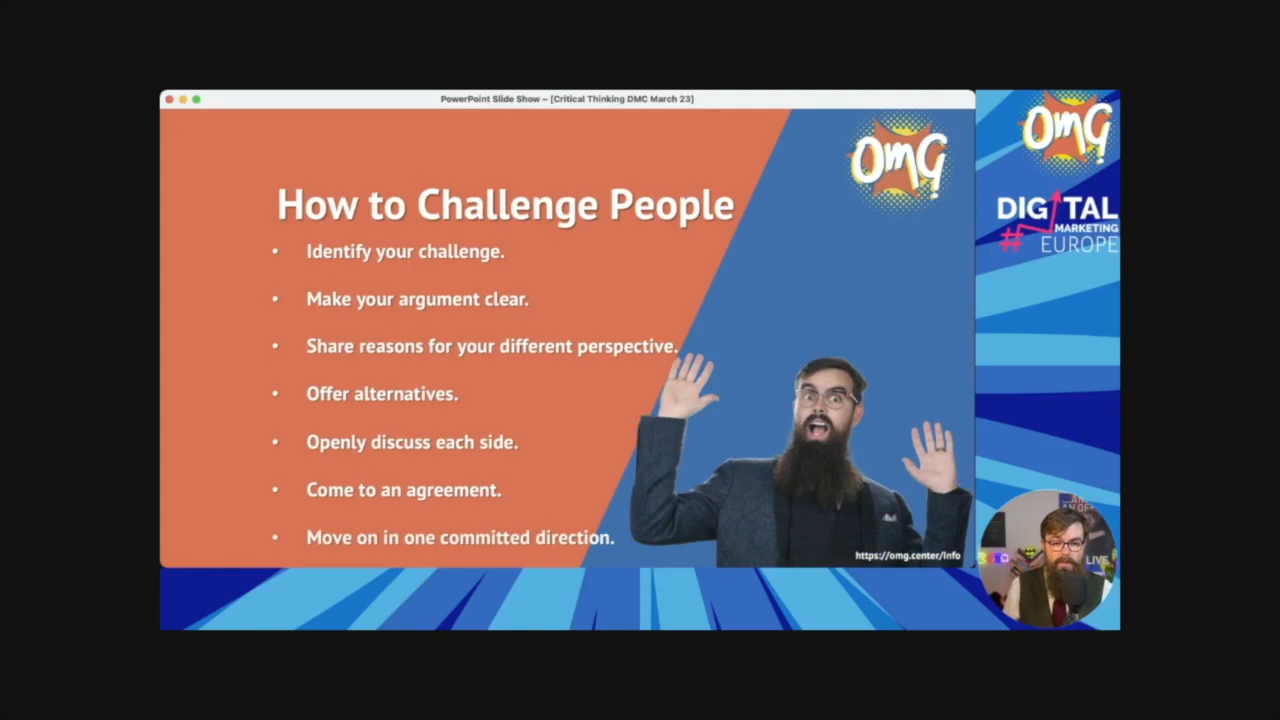 PowerPoint Slide Show – [Critical Thinking DMC March 23]
OmG
OmG
How to Challenge People
• Identify your challenge.
• Make your argument clear.
• Share reasons for your different perspective.
• Offer alternatives.
• Openly discuss each side.
• Come to an agreement.
• Move on in one committed direction.
https://omg.center/info
DIGITAL
MARKETING
# EUROPE
LIVE